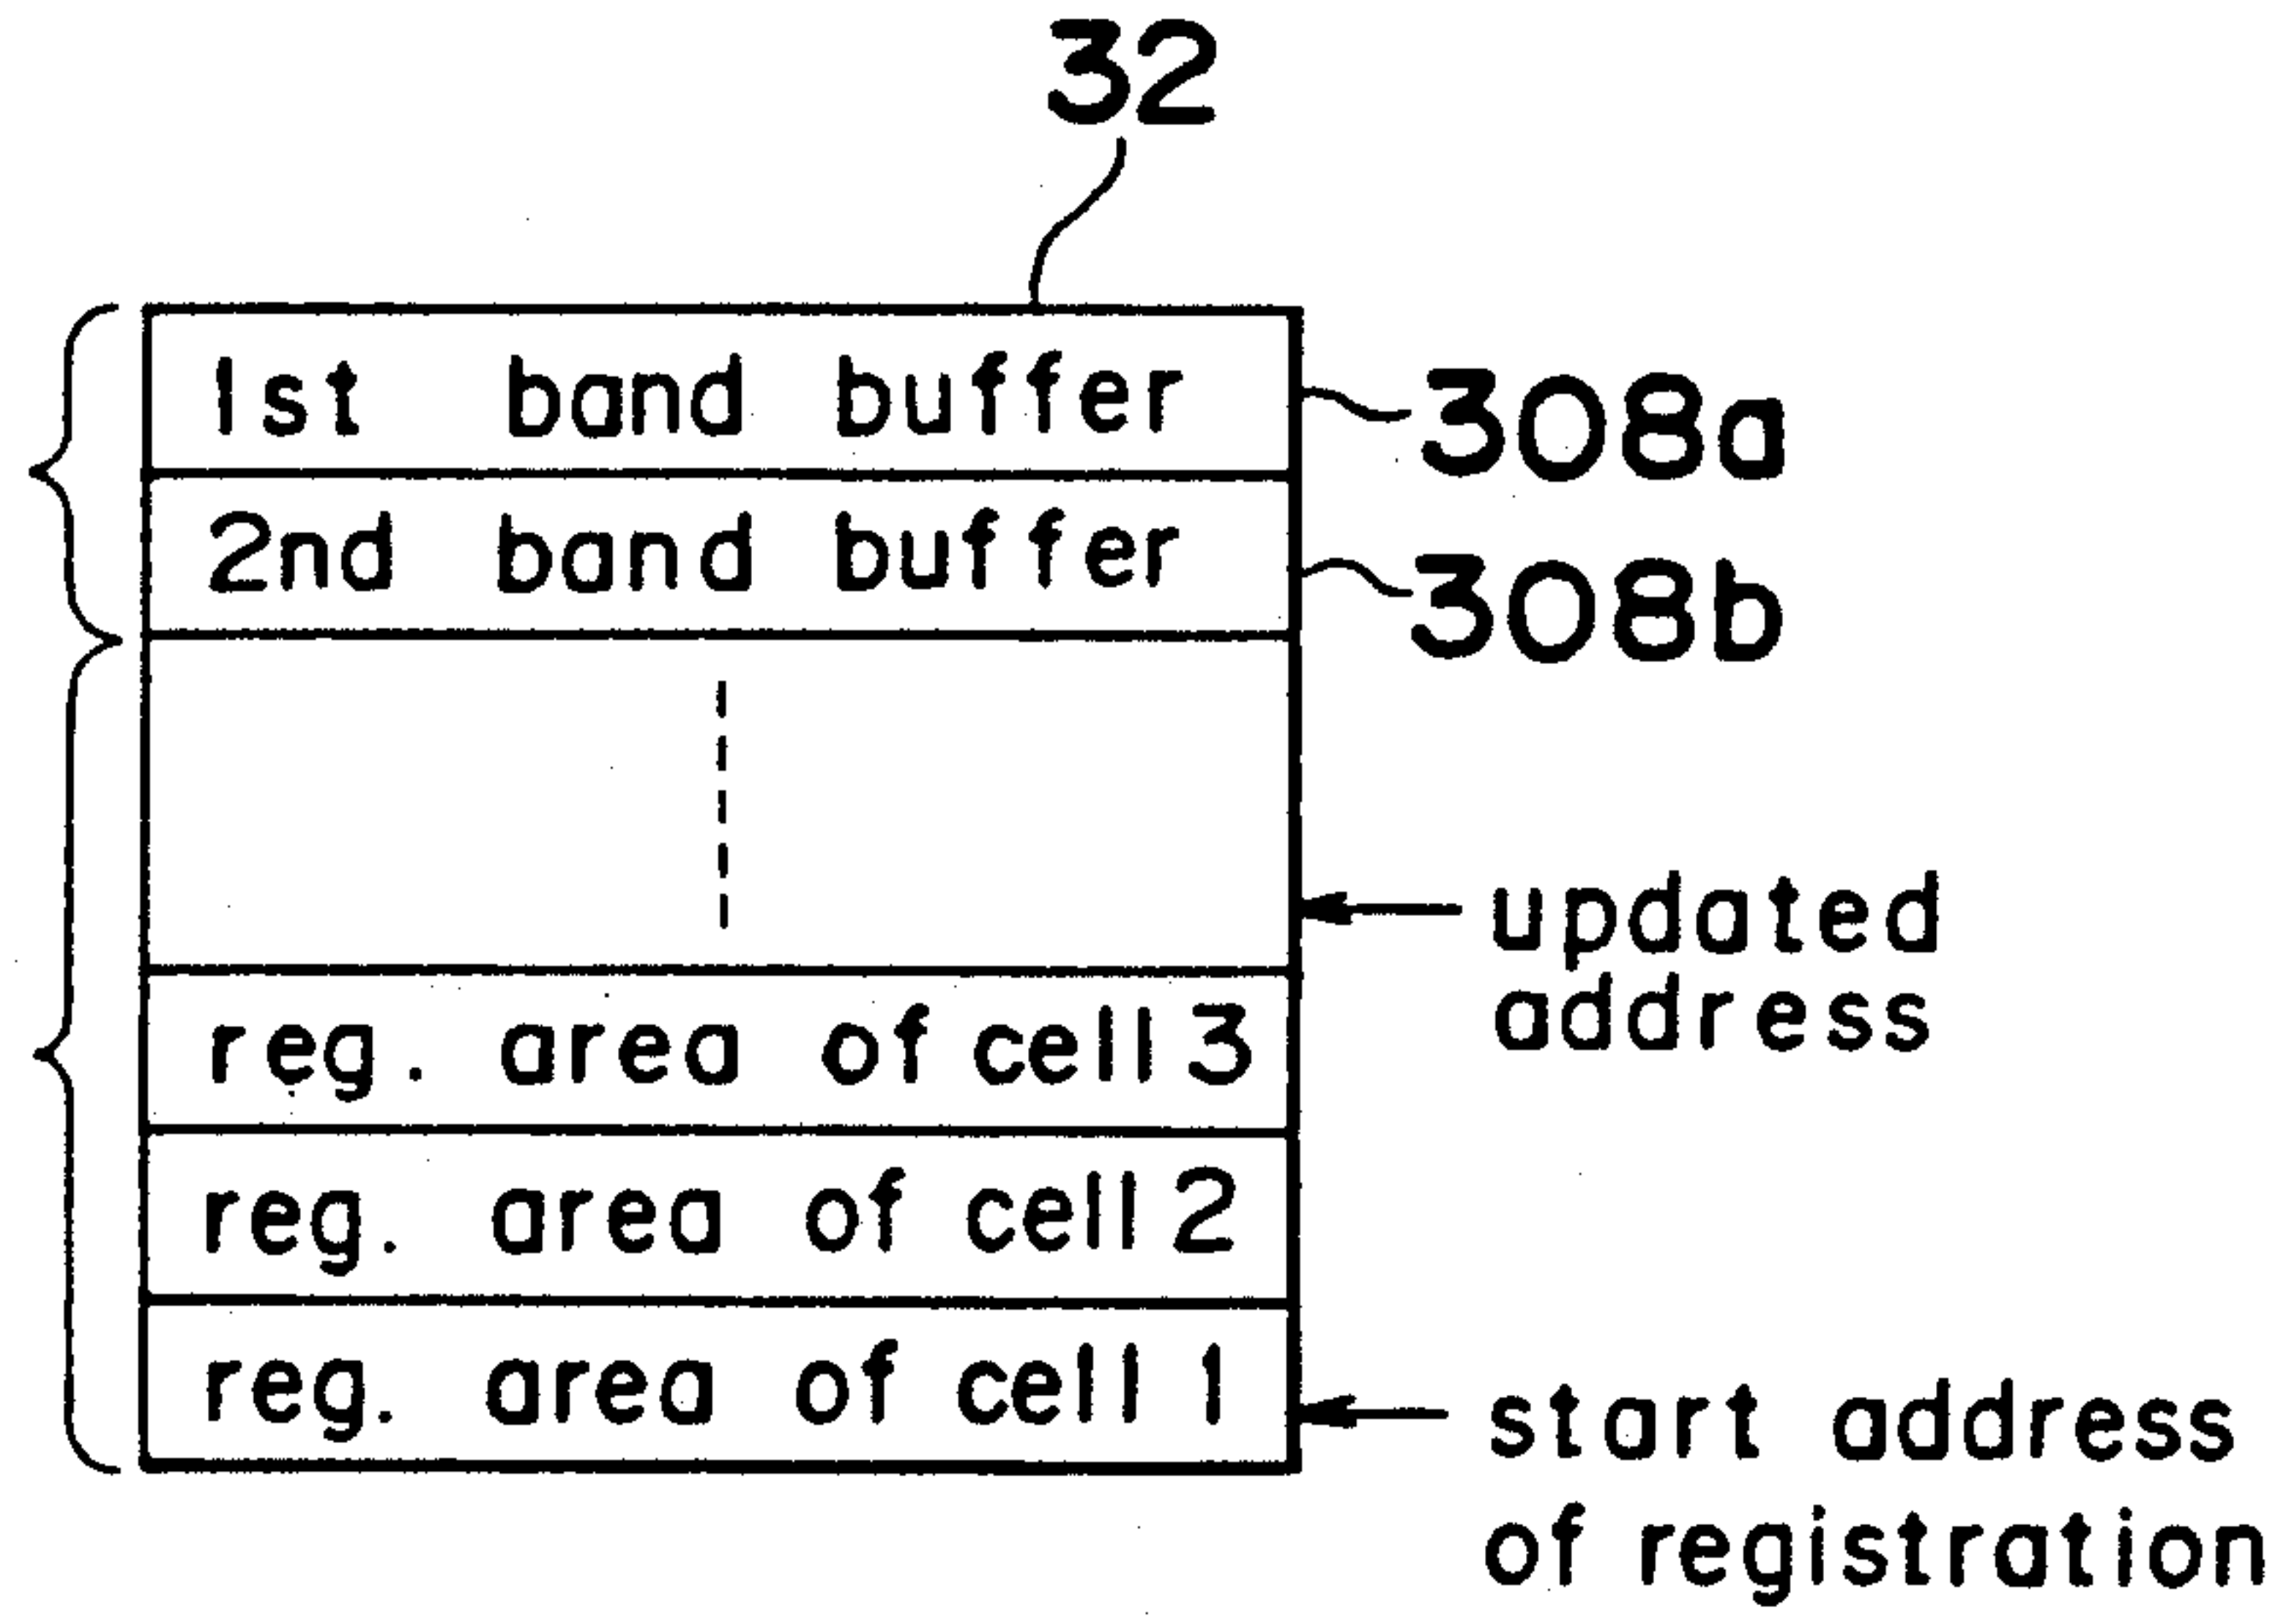 32
1st band buffer
308a
2nd band buffer
308b
updated
address
reg. area of cell 3
reg. area of cell 2
reg. area of cell 1
start address
of registration